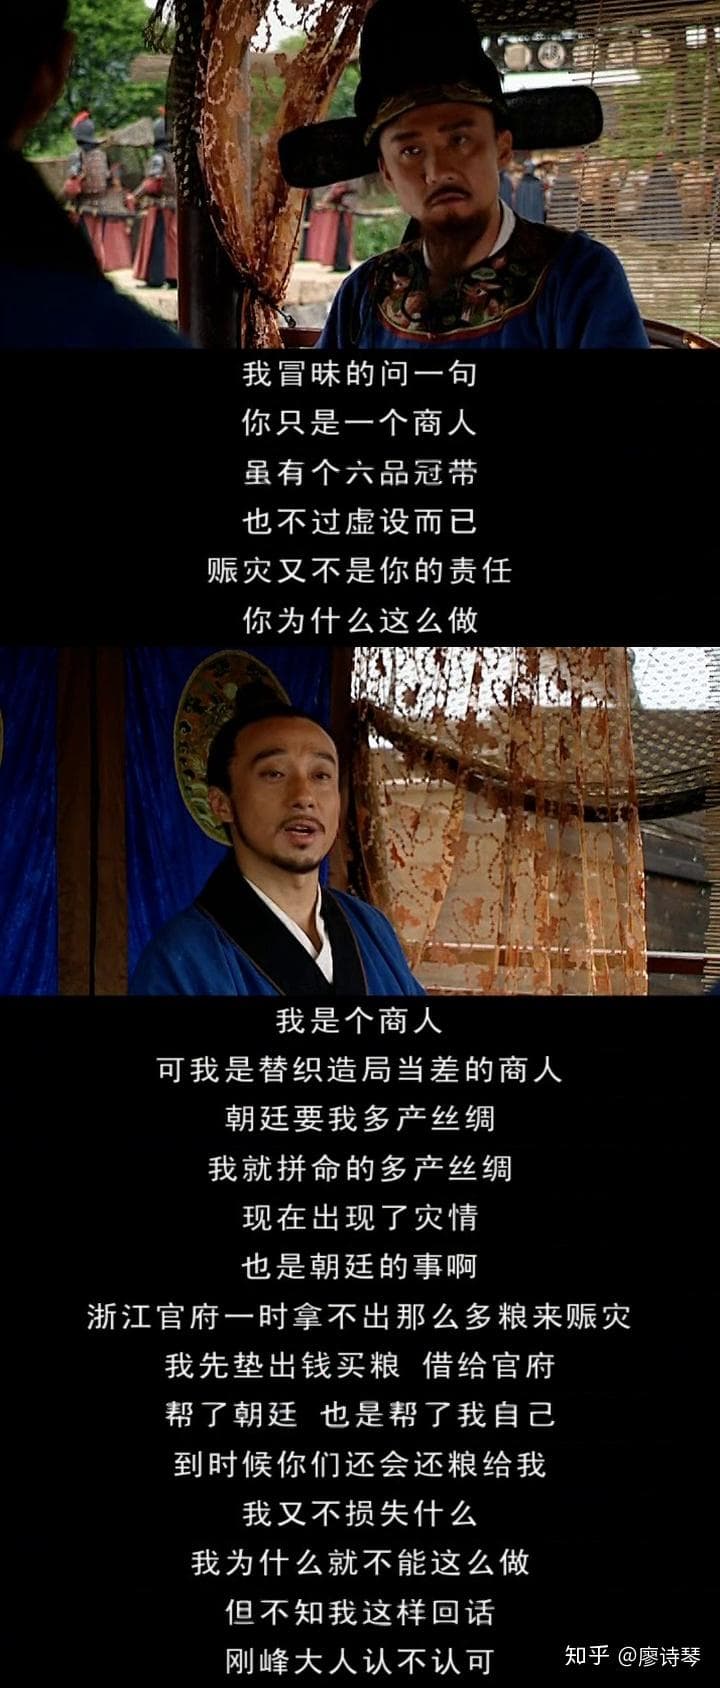 我冒昧的问一句
你只是一个商人
虽有个六品冠带
也不过虚设而已
赈灾又不是你的责任
你为什么这么做
我是个商人
可我是替织造局当差的商人
朝廷要我多产丝绸
我就拼命的多产丝绸
现在出现了灾情
也是朝廷的事啊
浙江官府一时拿不出那么多粮来赈灾
我先垫出钱买粮 借给官府
帮了朝廷 也是帮了我自己
到时候你们还会还粮给我
我又不损失什么
我为什么就不能这么做
但不知我这样回话
刚峰大人认不认可
知乎 @廖诗琴